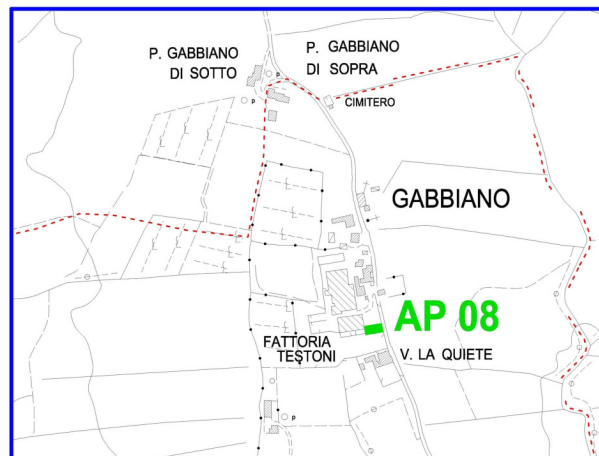 P. GABBIANO
DI SOTTO
P. GABBIANO
DI SOPRA
p
CIMITERO
p
GABBIANO
AP 08
FATTORIA
TESTONI
V. LA QUIETE
p